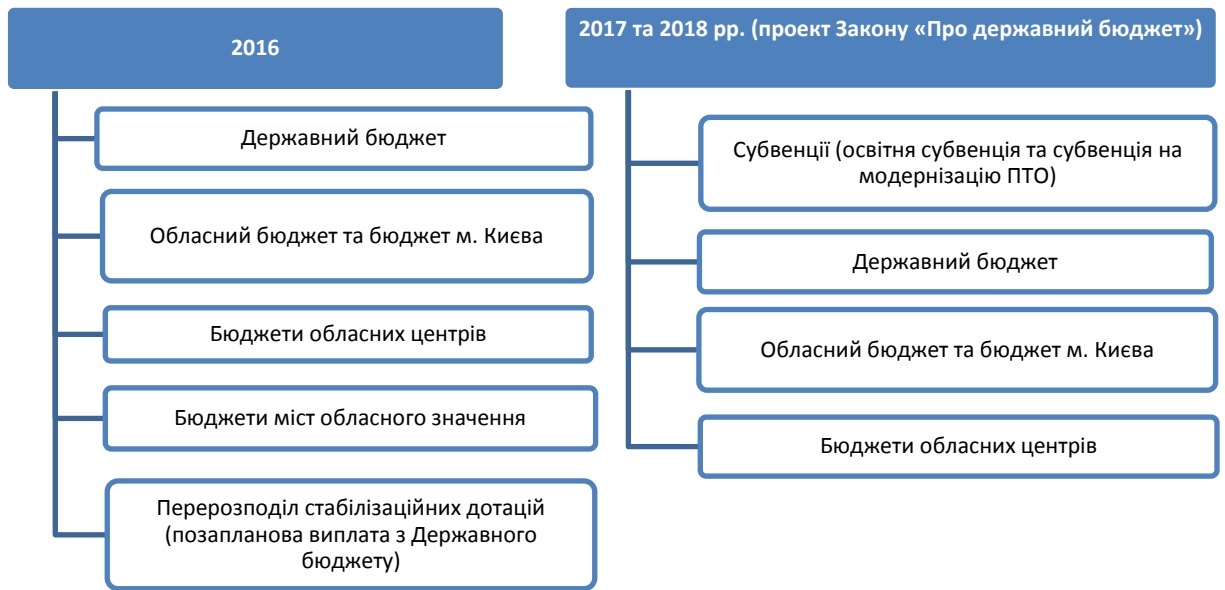 2016
Державний бюджет
Обласний бюджет та бюджет м. Києва
Бюджети обласних центрів
Бюджети міст обласного значення
Перерозподіл стабілізаційних дотацій
(позапланова виплата з Державного
бюджету)
2017 та 2018 рр. (проект Закону «Про державний бюджет»)
Субвенції (освітня субвенція та субвенція на
модернізацію ПТО)
Державний бюджет
Обласний бюджет та бюджет м. Києва
Бюджети обласних центрів